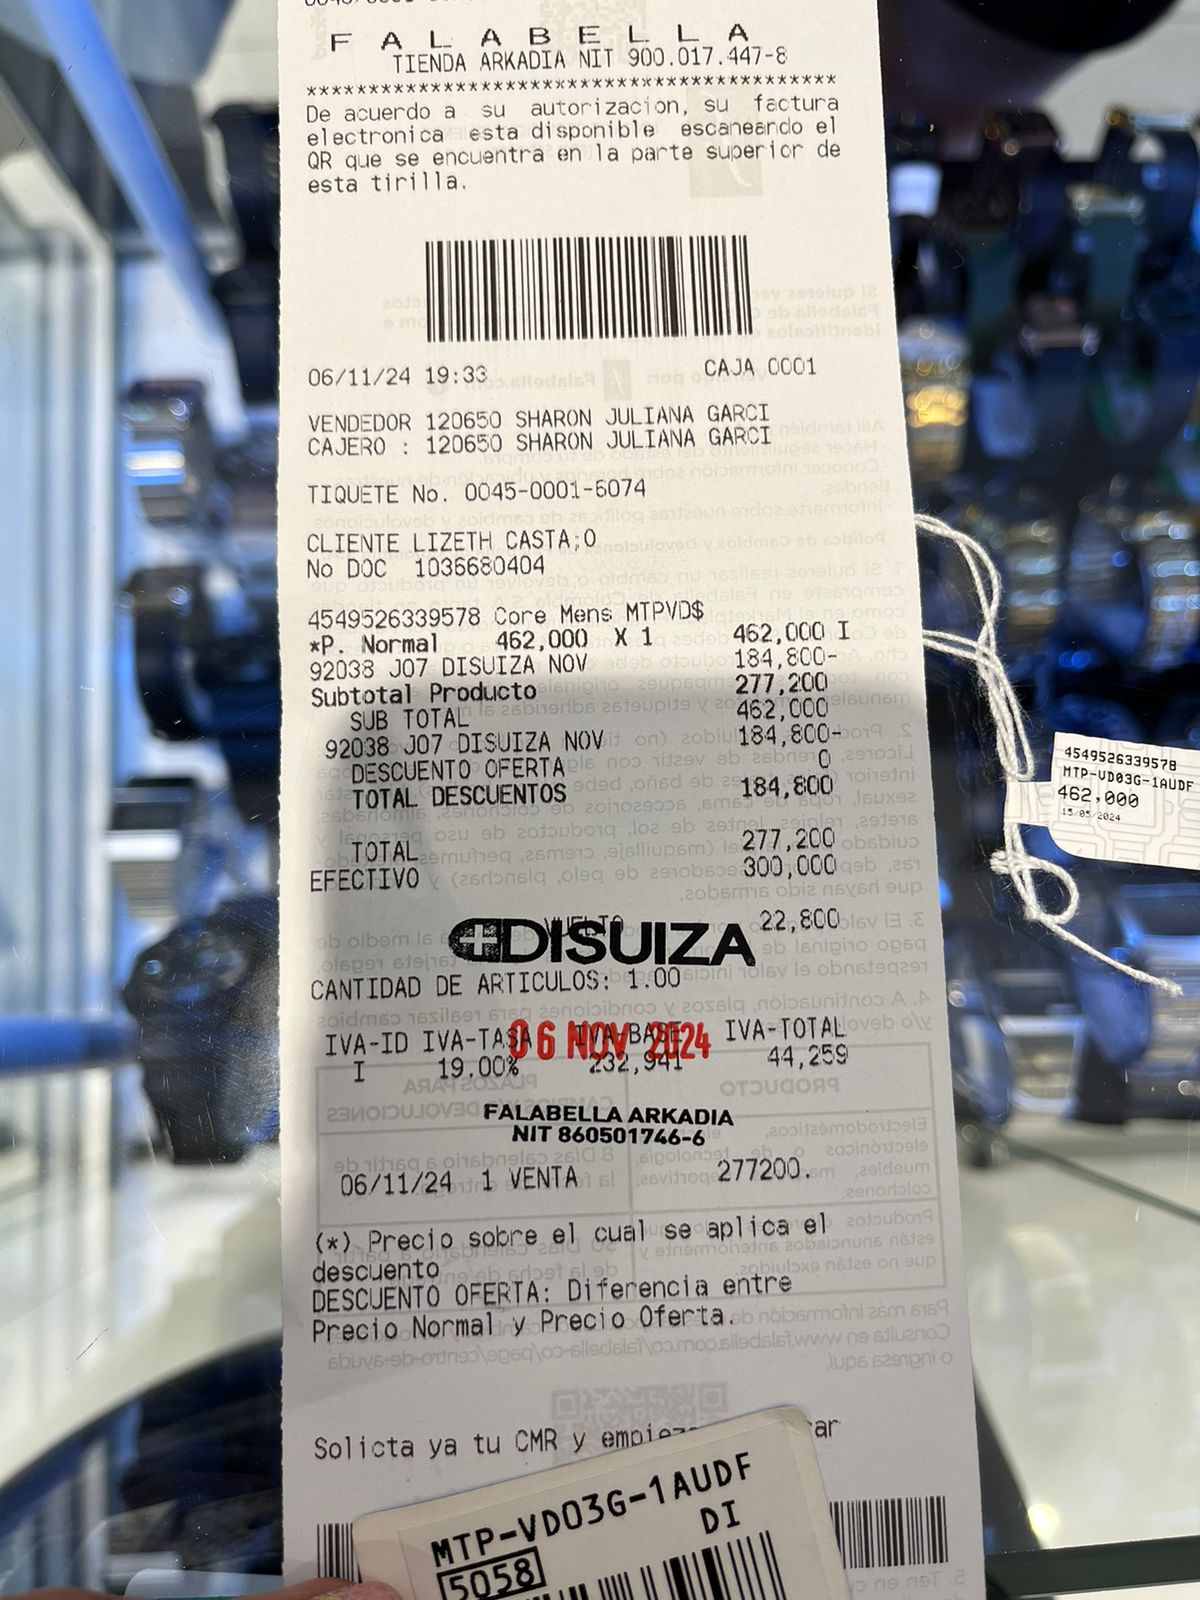 F A L A B E L L A
TIENDA ARKADIA NIT 900.017.447-8
****************************************************
De acuerdo a su autorizacion, su factura
electronica esta disponible escaneando el
QR que se encuentra en la parte superior de
esta tirilla.
06/11/24 19:33 CAJA 0001
VENDEDOR 120650 SHARON JULIANA GARCI
CAJERO : 120650 SHARON JULIANA GARCI
TIQUETE No. 0045-0001-6074
CLIENTE LIZETH CASTA;O
No DOC 1036680404
4549526339578 Core Mens MTPVD$
*P. Normal 462,000 X 1 462,000 I
92038 J07 DISUIZA NOV 184,800-
Subtotal Producto 277,200
SUB TOTAL 462,000
92038 J07 DISUIZA NOV 184,800-
DESCUENTO OFERTA 0
TOTAL DESCUENTOS 184,800
TOTAL 277,200
EFECTIVO 300,000
VUELTO 22,800
DISUIZA
CANTIDAD DE ARTICULOS: 1.00
06 NOV 2024
IVA-ID IVA-TASA IVA-BASE IVA-TOTAL
I 19.00% 232,941 44,259
FALABELLA ARKADIA
NIT 860501746-6
06/11/24 1 VENTA 277200.
(*) Precio sobre el cual se aplica el
descuento
DESCUENTO OFERTA: Diferencia entre
Precio Normal y Precio Oferta.
Solicta ya tu CMR y
MTP-VD03G-1AUDF
DI
5058
4549526339578
MTP-VD03G-1AUDF
462,000
15/05/2024